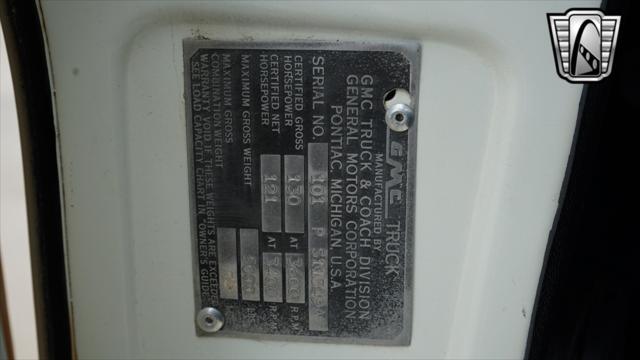 GMC TRUCK
MANUFACTURED BY
GMC TRUCK & COACH DIVISION
GENERAL MOTORS CORPORATION
PONTIAC, MICHIGAN, U.S.A.
SERIAL NO. 101 P
CERTIFIED GROSS HORSEPOWER 130 AT R.P.M.
CERTIFIED NET HORSEPOWER 121 AT R.P.M.
MAXIMUM GROSS WEIGHT LBS.
MAXIMUM GROSS
COMBINATION WEIGHT
WARRANTY VOID IF THESE WEIGHTS ARE EXCEEDED
SEE LOAD CAPACITY CHART IN "OWNER'S GUIDE"